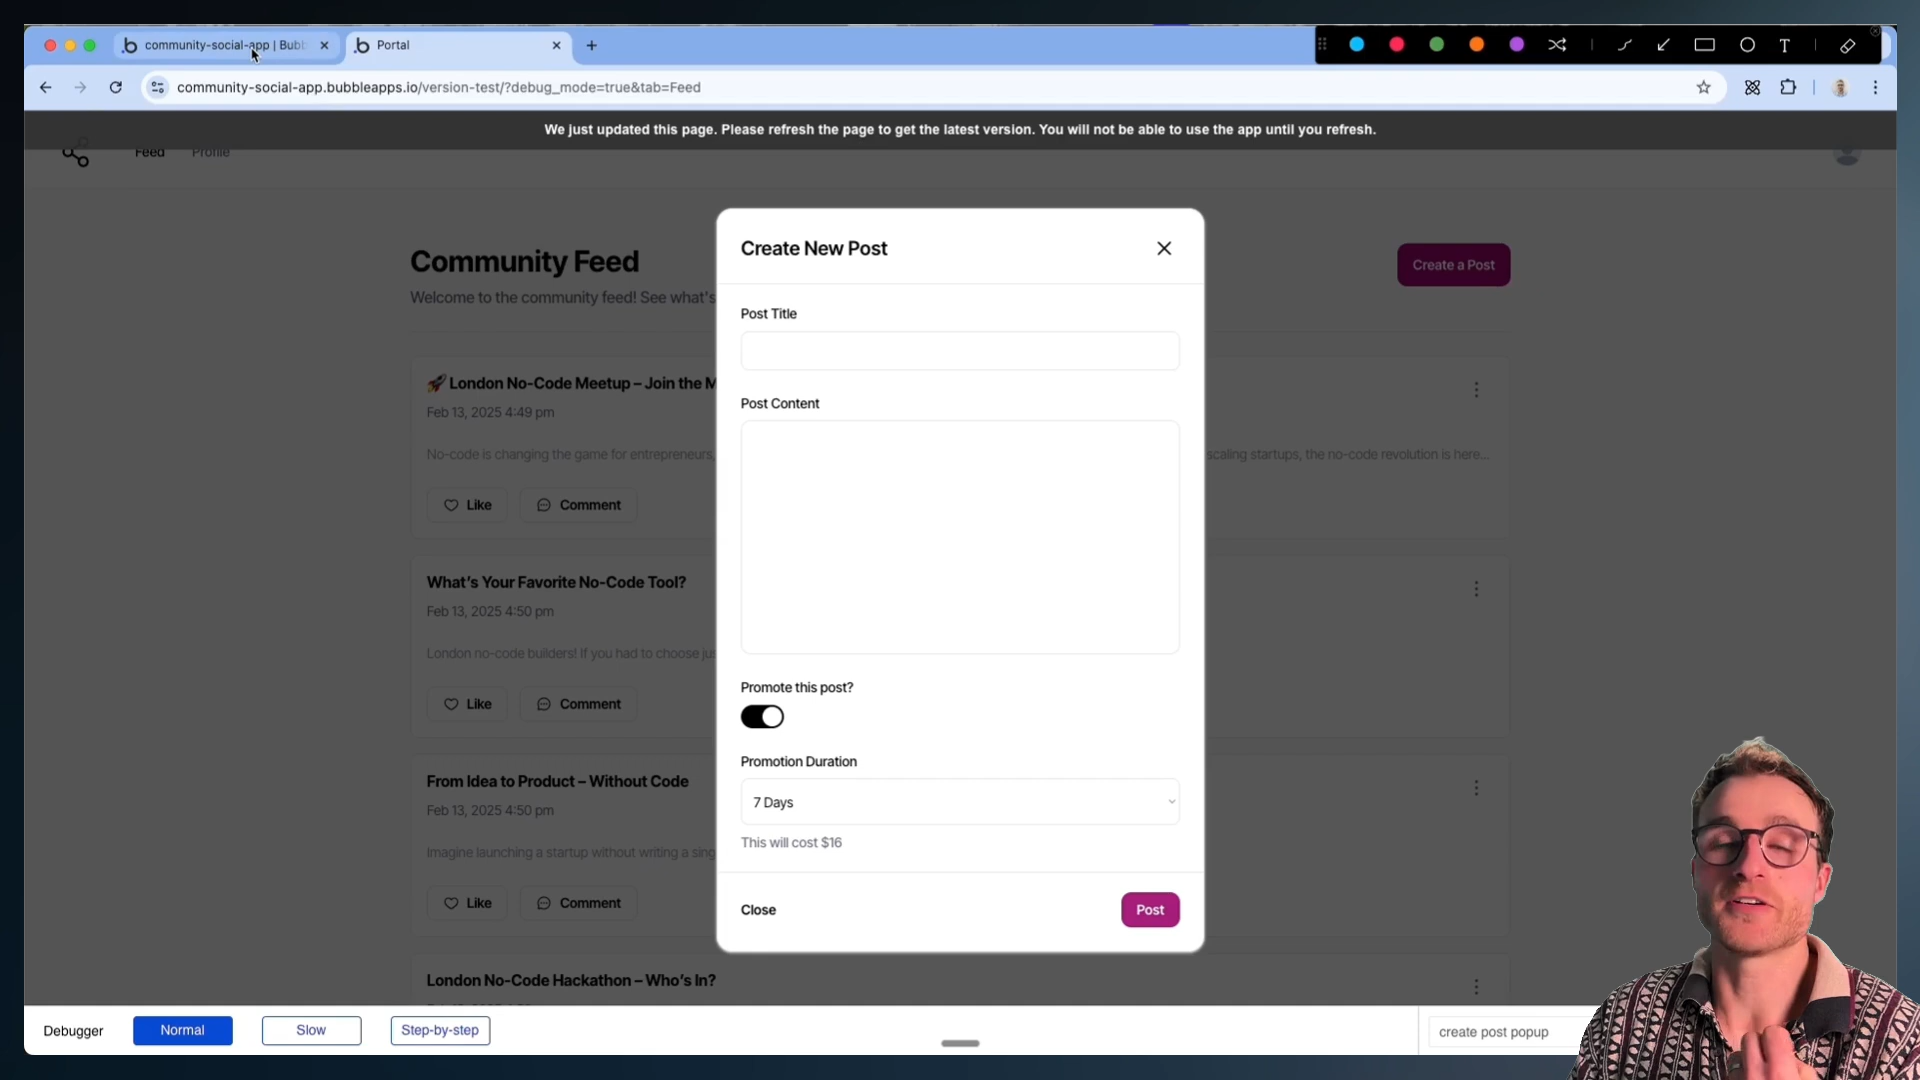 community-social-app | Bubb
Portal
T
community-social-app.bubbleapps.io/version-test/?debug_mode=true&tab=Feed
We just updated this page. Please refresh the page to get the latest version. You will not be able to use the app until you refresh.
Feed
Profile
Create New Post
Community Feed
Create a Post
Welcome to the community feed! See what's
Post Title
🚀 London No-Code Meetup – Join the M
Feb 13, 2025 4:49 pm
Post Content
No-code is changing the game for entrepreneurs,
scaling startups, the no-code revolution is here...
Like
Comment
What's Your Favorite No-Code Tool?
Feb 13, 2025 4:50 pm
London no-code builders! If you had to choose jus
Promote this post?
Like
Comment
Promotion Duration
From Idea to Product – Without Code
7 Days
Feb 13, 2025 4:50 pm
This will cost $16
Imagine launching a startup without writing a sing
Like
Comment
Close
Post
London No-Code Hackathon – Who's In?
Debugger
Normal
Slow
Step-by-step
create post popup